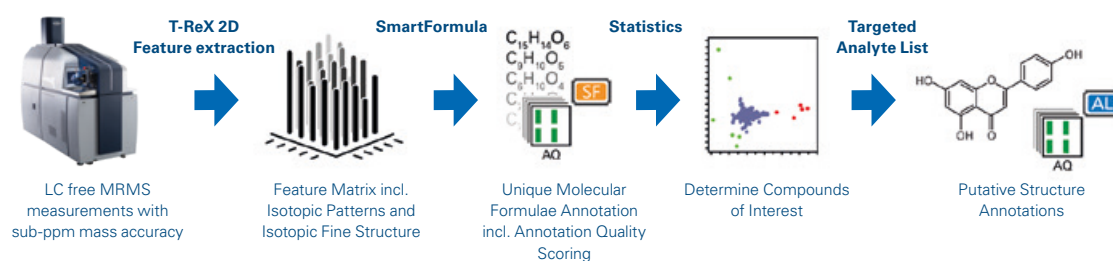 T-ReX 2D
Feature extraction
SmartFormula
Statistics
Targeted
Analyte List
C15H14O6
C9H10O5
C8H10O4
C
C
SF
AQ
HO
O
OH
OH
O
AL
AQ
LC free MRMS
measurements with
sub-ppm mass accuracy
Feature Matrix incl.
Isotopic Patterns and
Isotopic Fine Structure
Unique Molecular
Formulae Annotation
incl. Annotation Quality
Scoring
Determine Compounds
of Interest
Putative Structure
Annotations